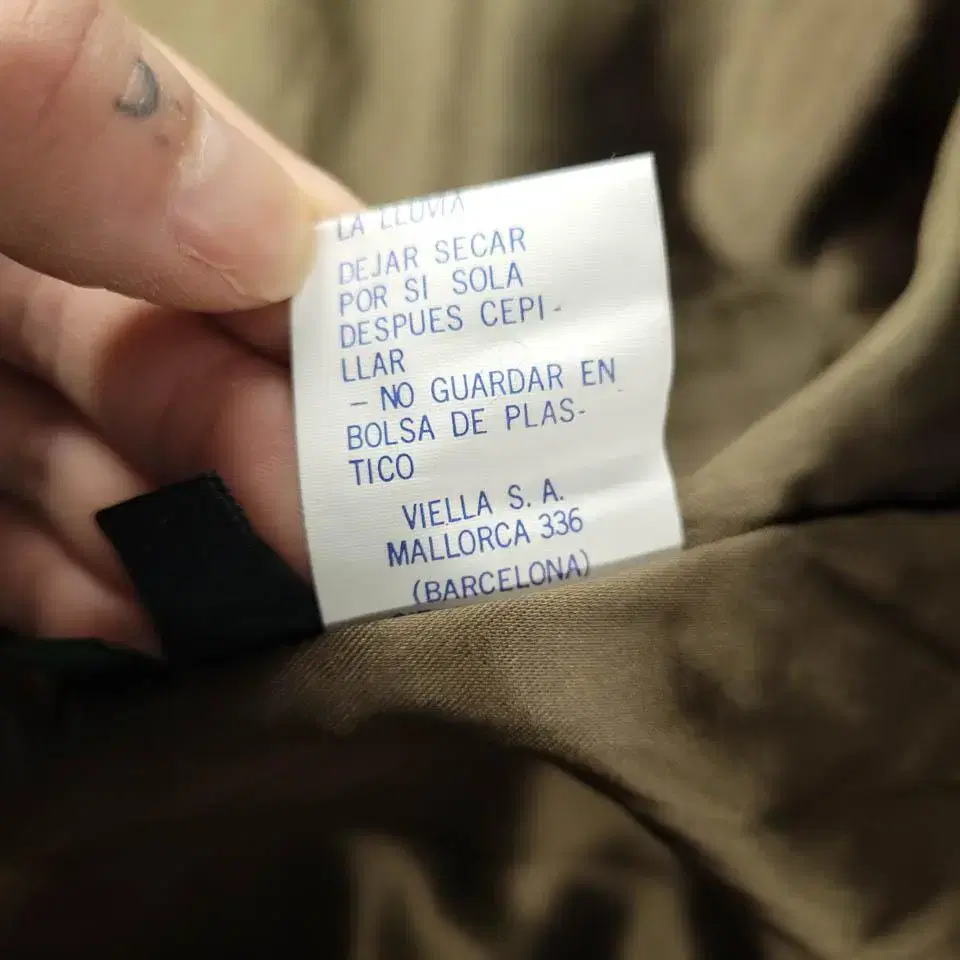 LA LLUVIA
DEJAR SECAR
POR SI SOLA
DESPUES CEPI-
LLAR
- NO GUARDAR EN
BOLSA DE PLAS-
TICO
VIELLA S. A.
MALLORCA 336
(BARCELONA)